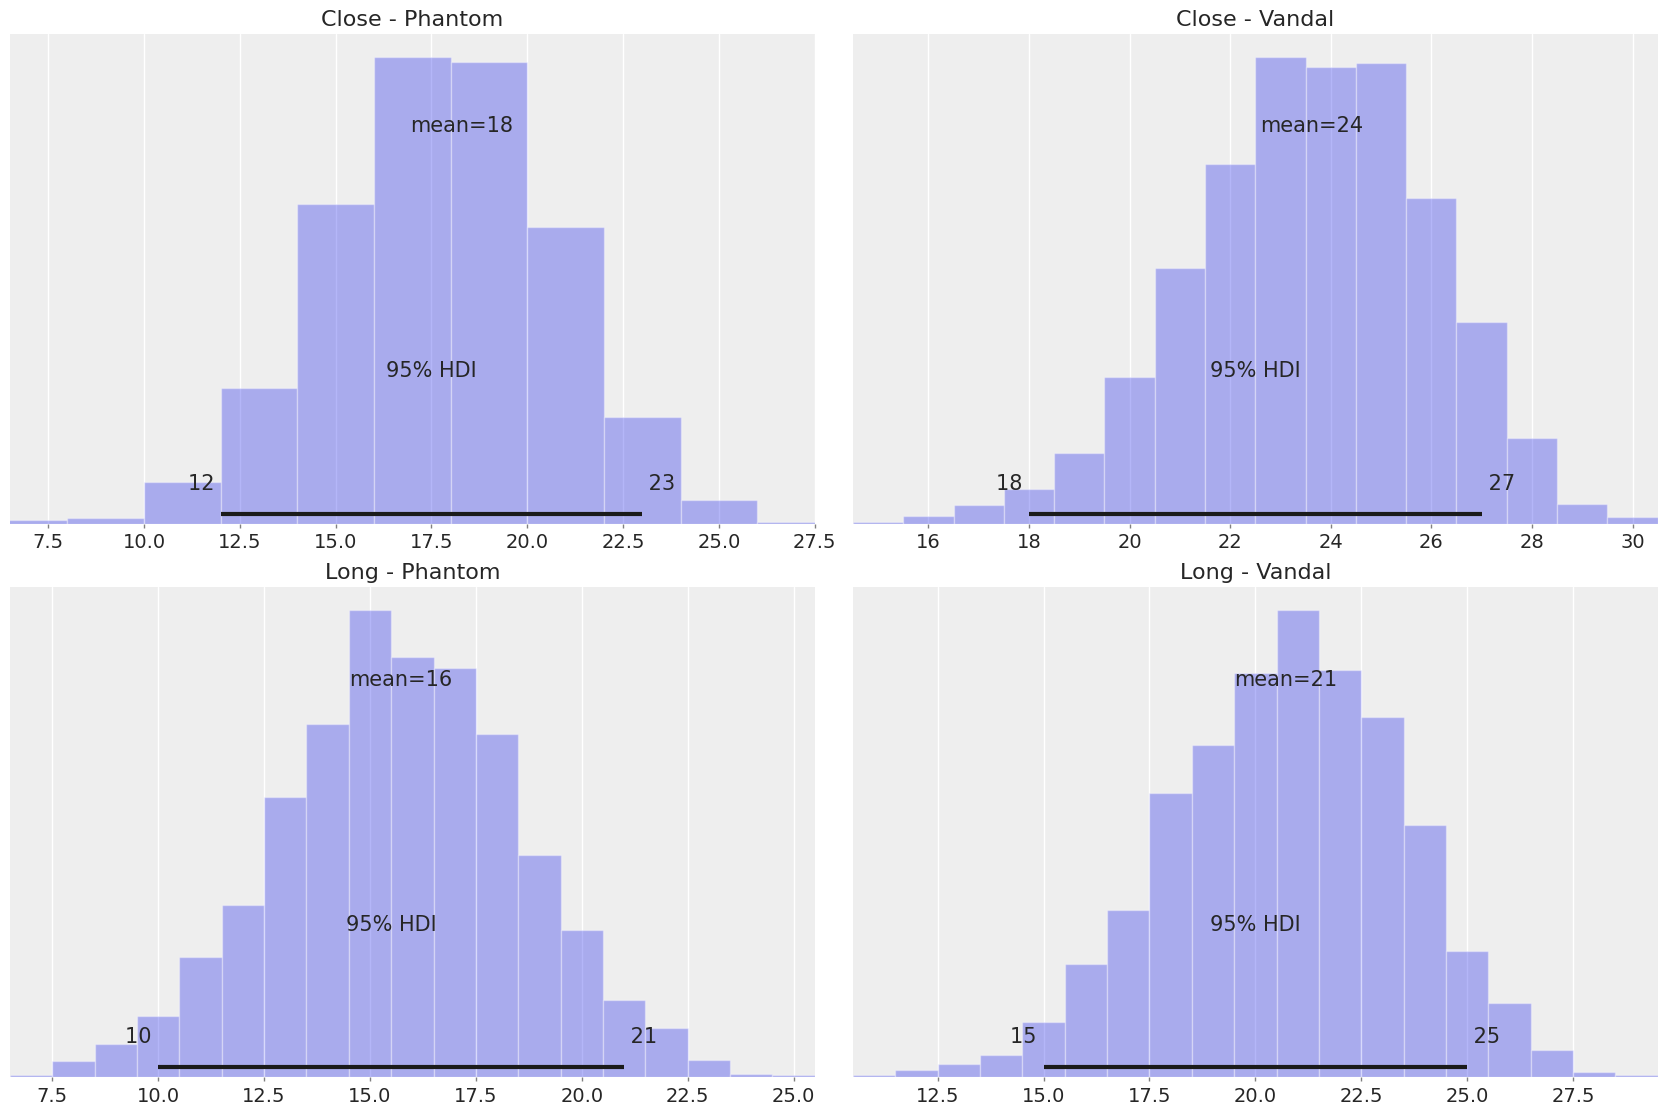 Close - Phantom
mean=18
95% HDI
12 23
7.5 10.0 12.5 15.0 17.5 20.0 22.5 25.0 27.5
Close - Vandal
mean=24
95% HDI
18 27
16 18 20 22 24 26 28 30
Long - Phantom
mean=16
95% HDI
10 21
7.5 10.0 12.5 15.0 17.5 20.0 22.5 25.0
Long - Vandal
mean=21
95% HDI
15 25
12.5 15.0 17.5 20.0 22.5 25.0 27.5